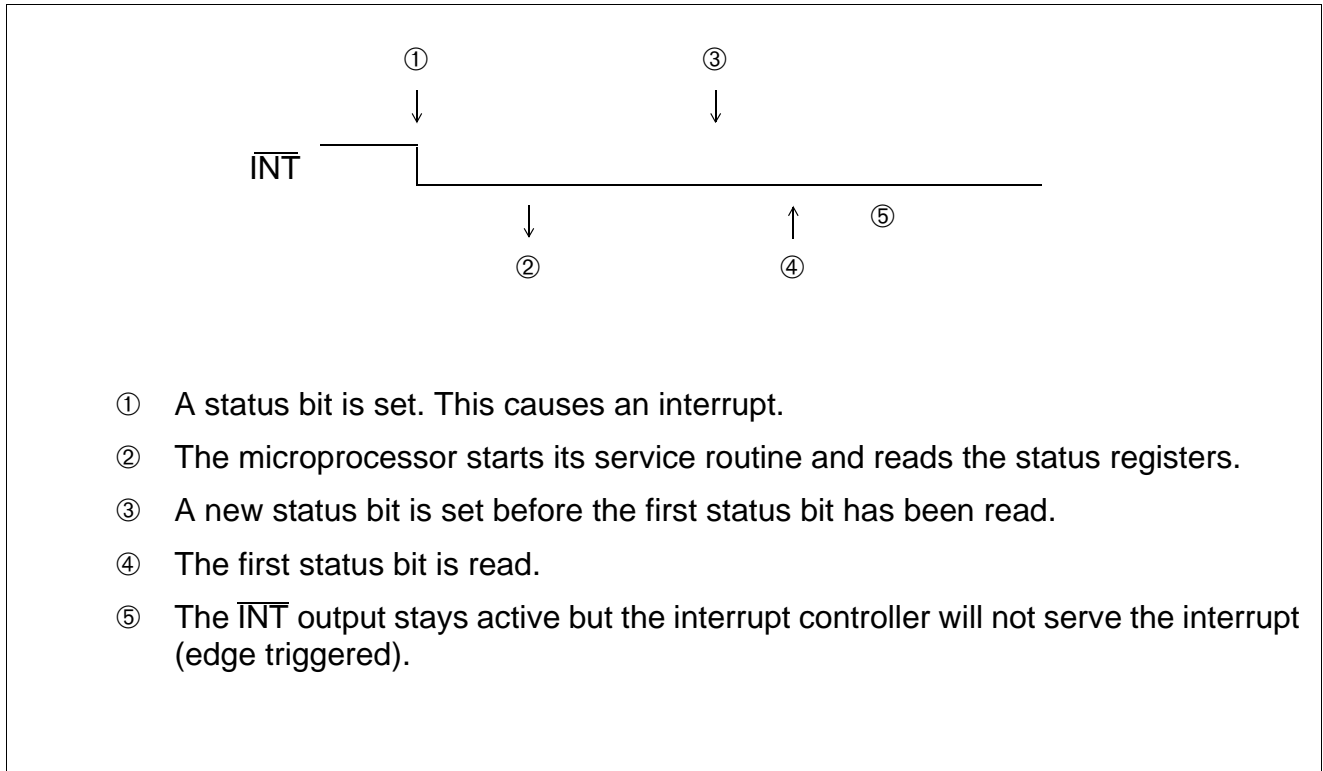 ① ③
I̅N̅T̅
⑤
② ④
① A status bit is set. This causes an interrupt.
② The microprocessor starts its service routine and reads the status registers.
③ A new status bit is set before the first status bit has been read.
④ The first status bit is read.
⑤ The I̅N̅T̅ output stays active but the interrupt controller will not serve the interrupt
(edge triggered).